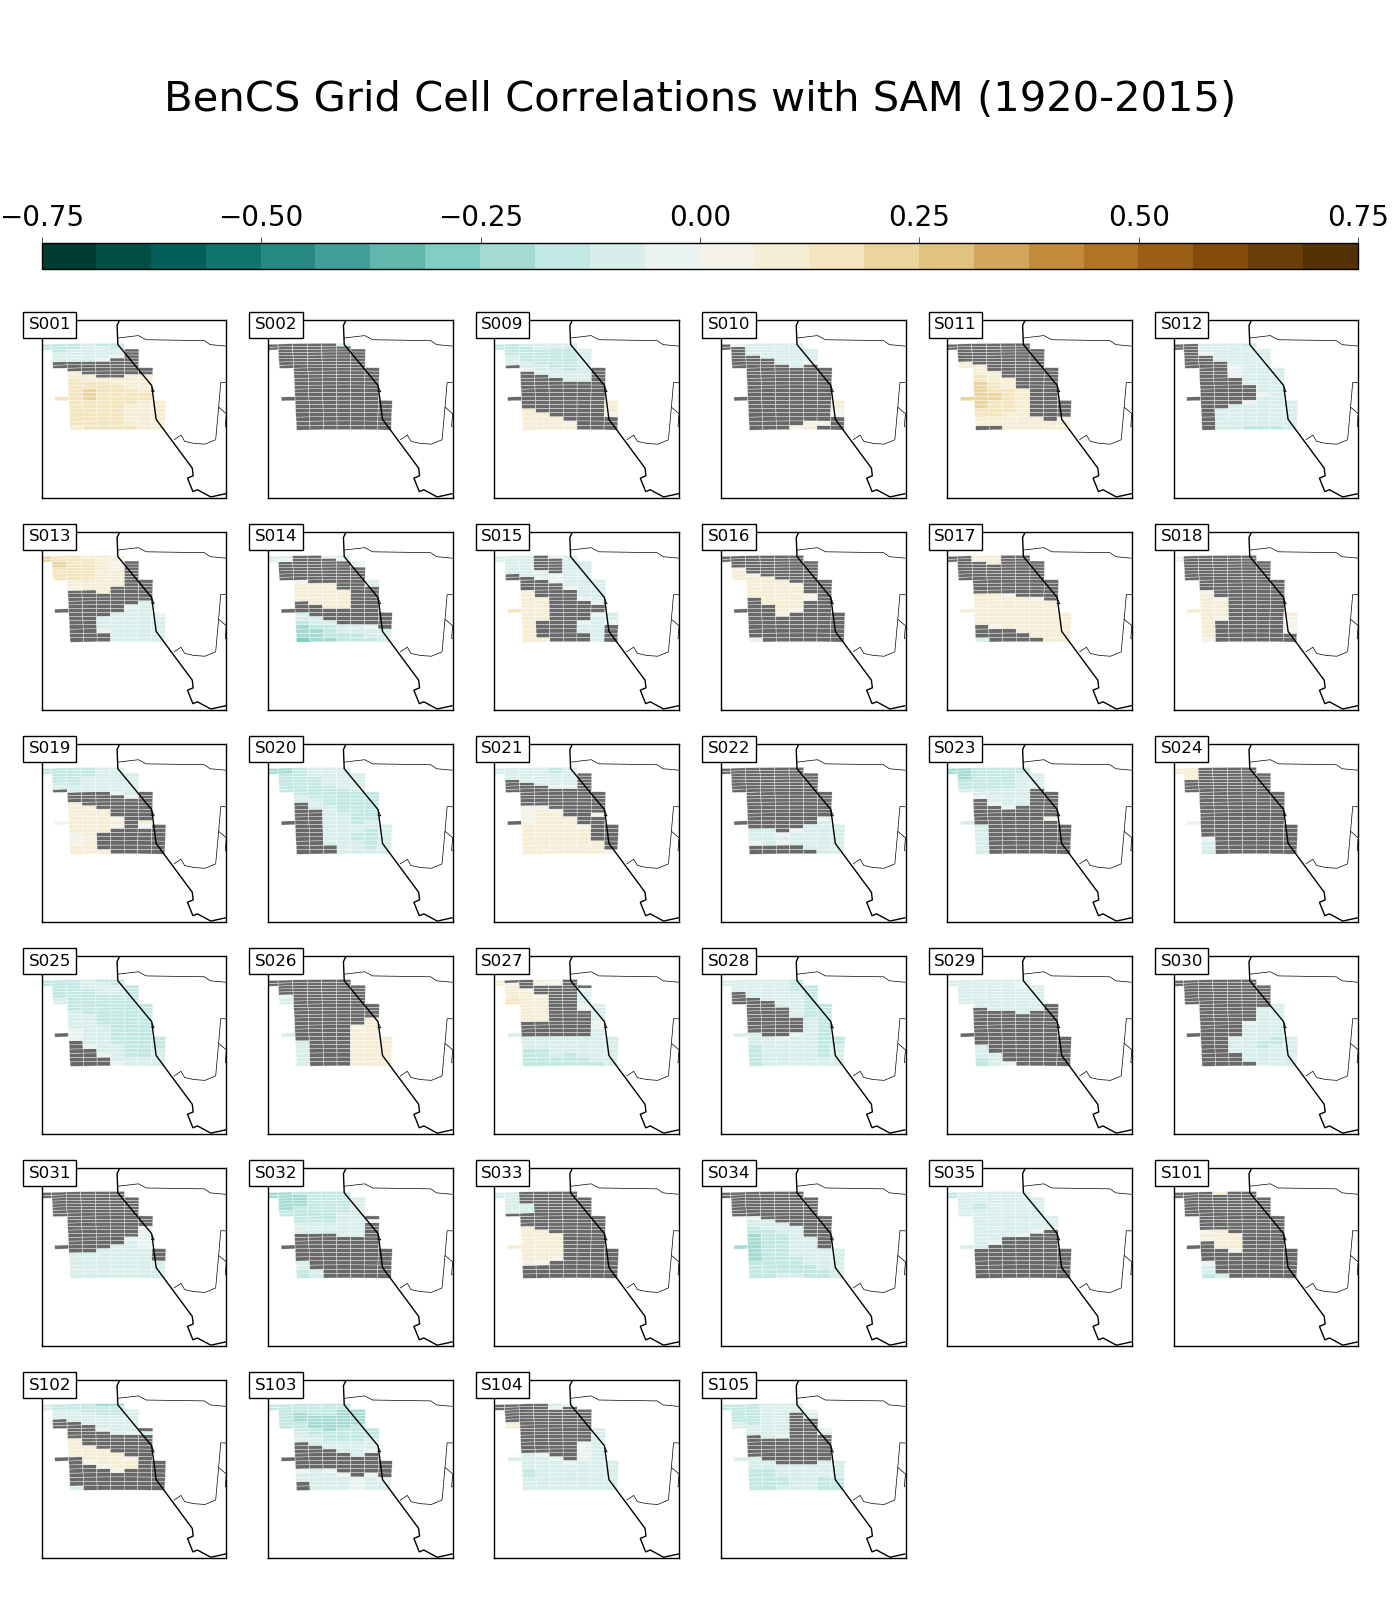 BenCS Grid Cell Correlations with SAM (1920-2015)
−0.75 −0.50 −0.25 0.00 0.25 0.50 0.75
S001 S002 S009 S010 S011 S012
S013 S014 S015 S016 S017 S018
S019 S020 S021 S022 S023 S024
S025 S026 S027 S028 S029 S030
S031 S032 S033 S034 S035 S101
S102 S103 S104 S105